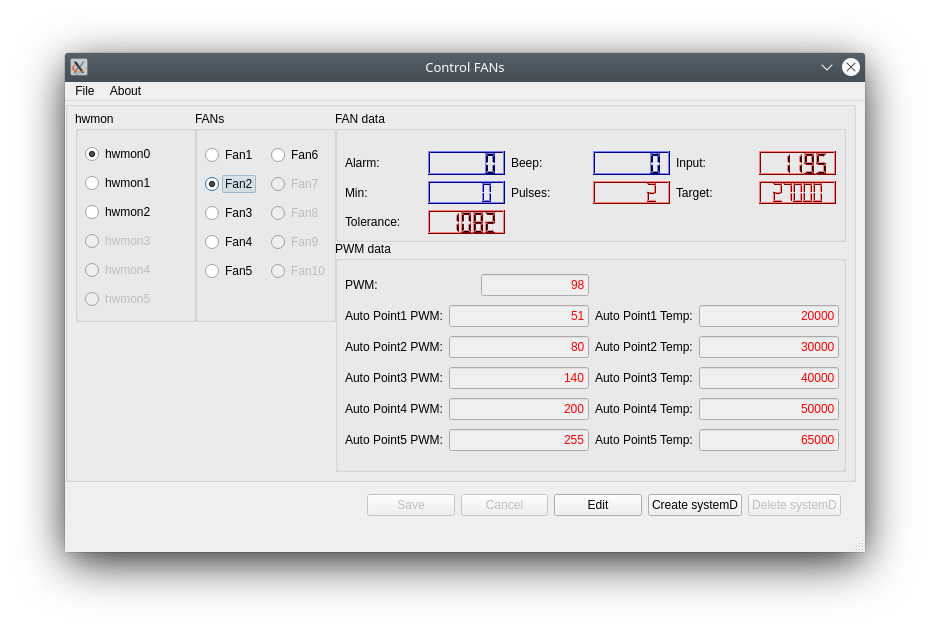 Control FANs
File About
hwmon FANs FAN data
hwmon0
hwmon1
hwmon2
hwmon3
hwmon4
hwmon5
Fan1 Fan6
Fan2 Fan7
Fan3 Fan8
Fan4 Fan9
Fan5 Fan10
Alarm: 0 Beep: 0 Input: 1195
Min: 0 Pulses: 2 Target: 27000
Tolerance: 1082
PWM data
PWM: 98
Auto Point1 PWM: 51 Auto Point1 Temp: 20000
Auto Point2 PWM: 80 Auto Point2 Temp: 30000
Auto Point3 PWM: 140 Auto Point3 Temp: 40000
Auto Point4 PWM: 200 Auto Point4 Temp: 50000
Auto Point5 PWM: 255 Auto Point5 Temp: 65000
Save Cancel Edit Create systemD Delete systemD